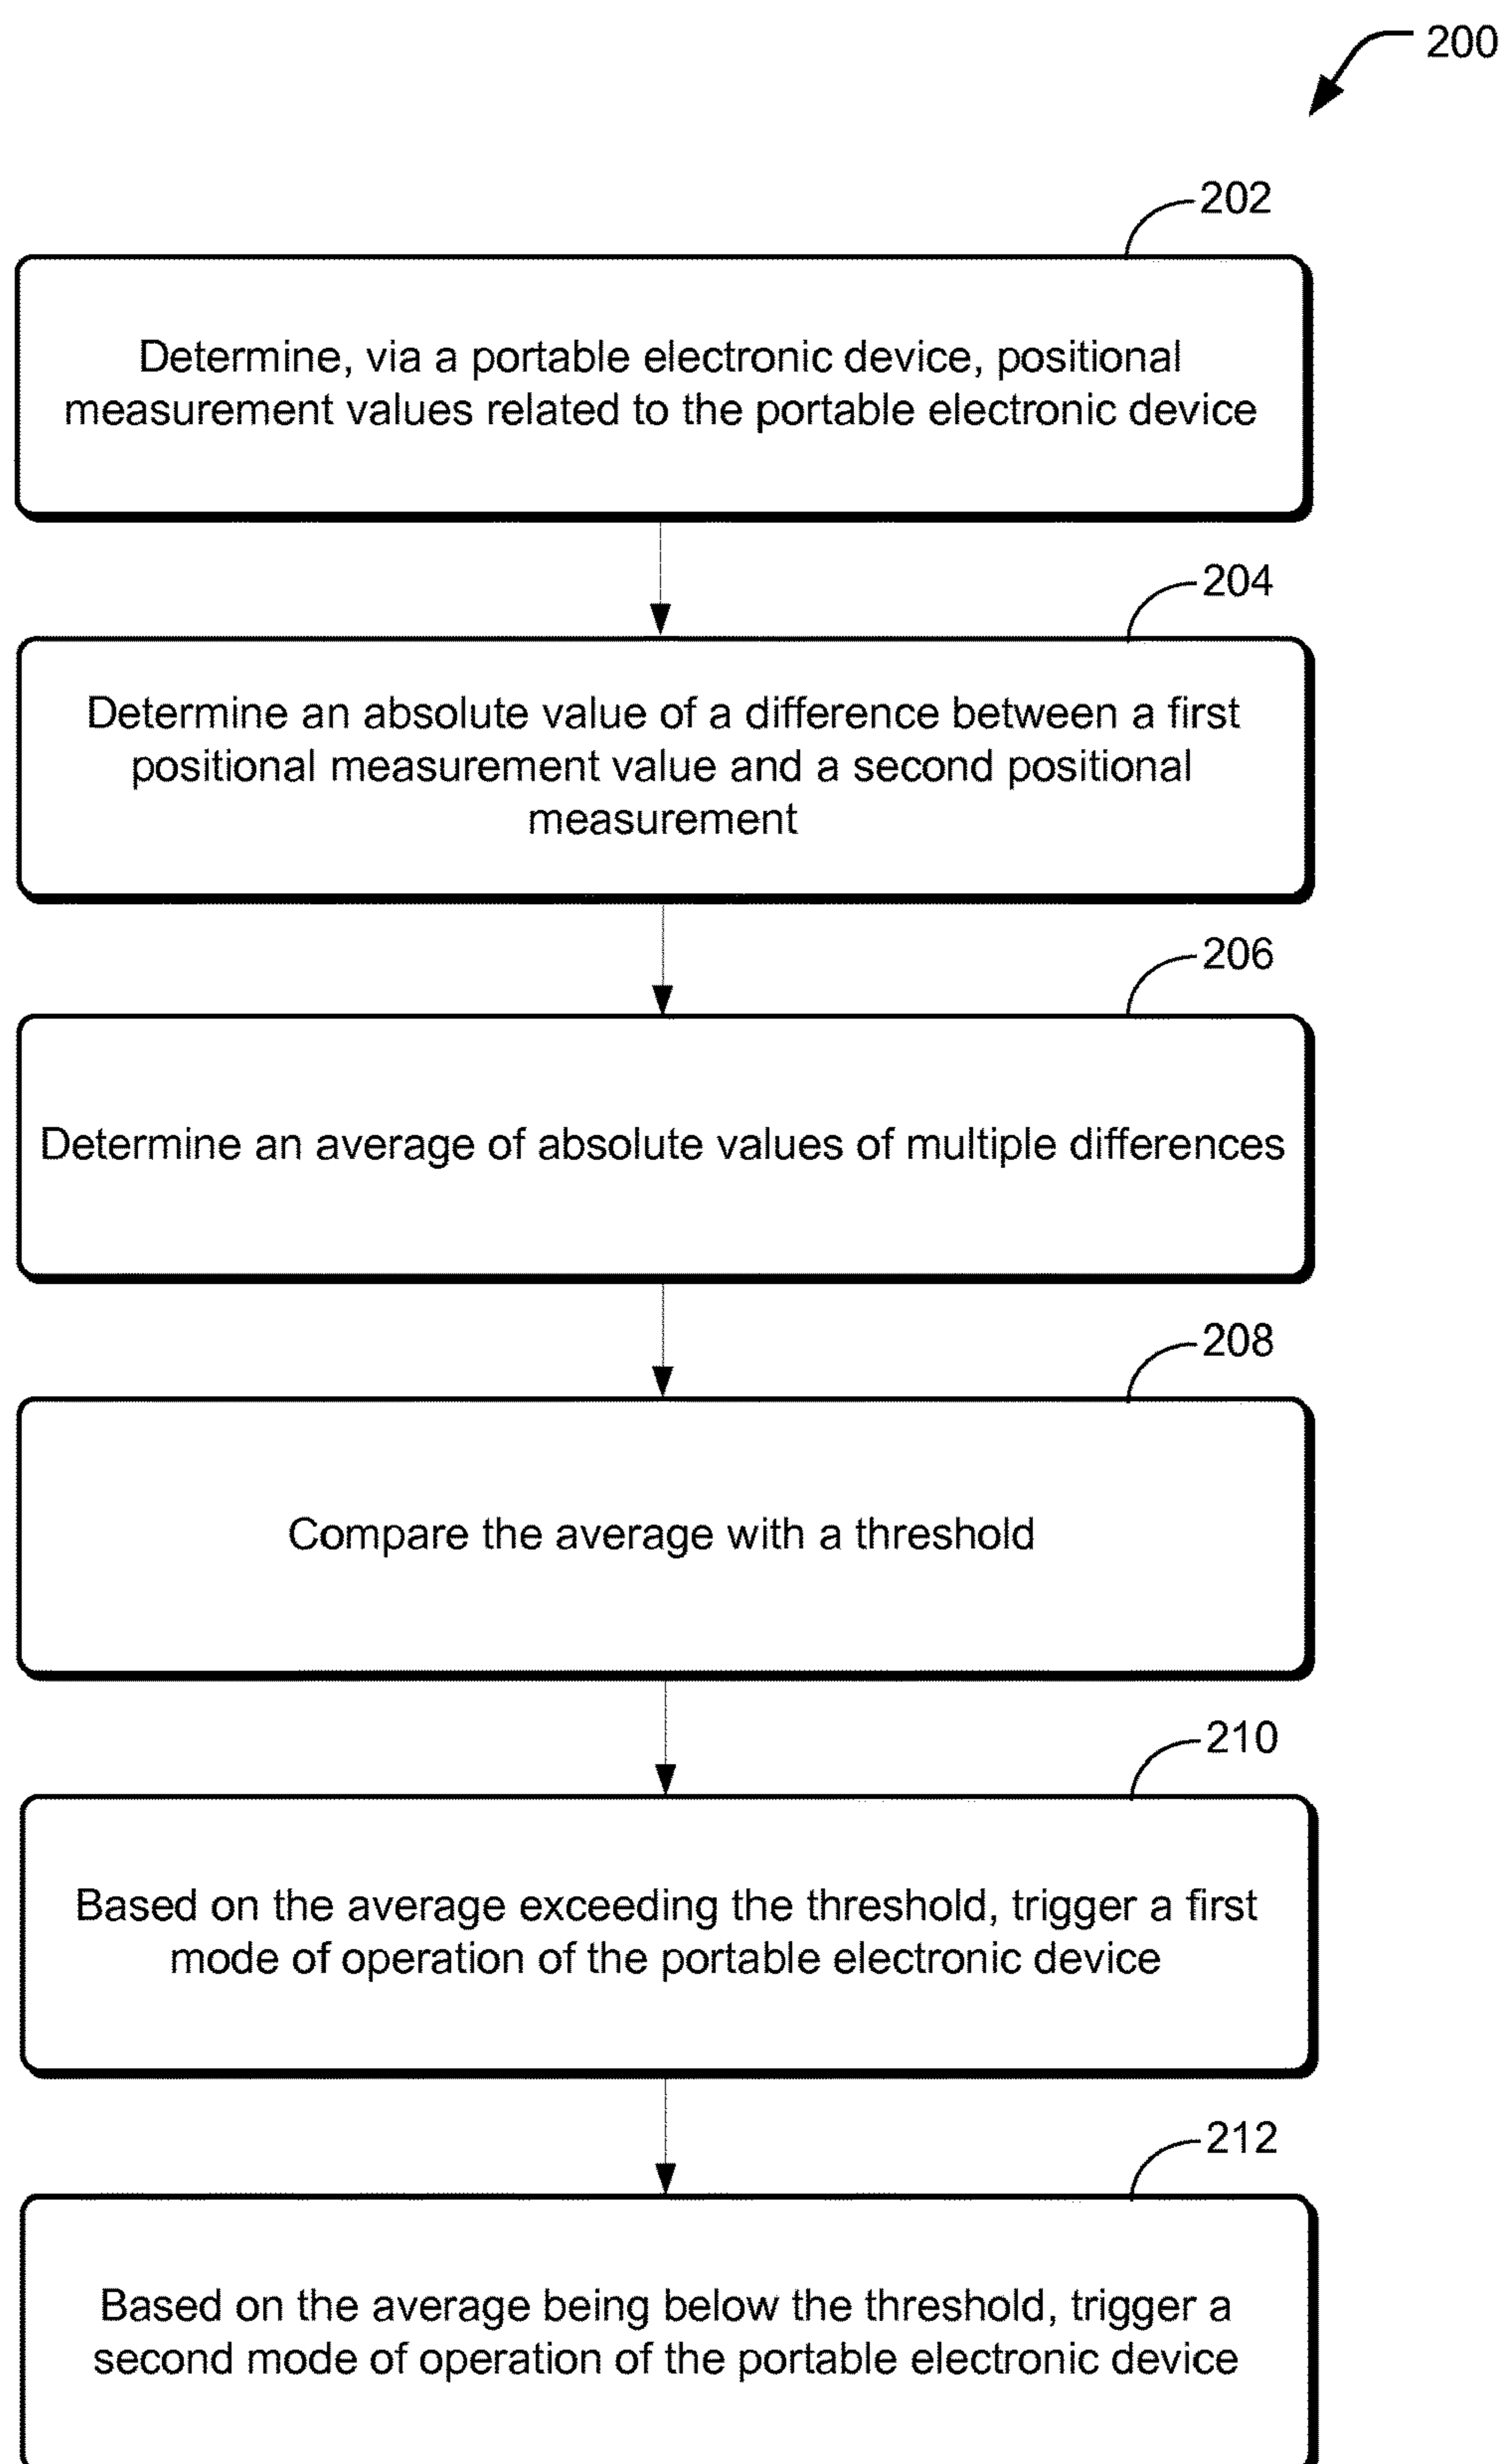 200
202
Determine, via a portable electronic device, positional
measurement values related to the portable electronic device
204
Determine an absolute value of a difference between a first
positional measurement value and a second positional
measurement
206
Determine an average of absolute values of multiple differences
208
Compare the average with a threshold
210
Based on the average exceeding the threshold, trigger a first
mode of operation of the portable electronic device
212
Based on the average being below the threshold, trigger a
second mode of operation of the portable electronic device